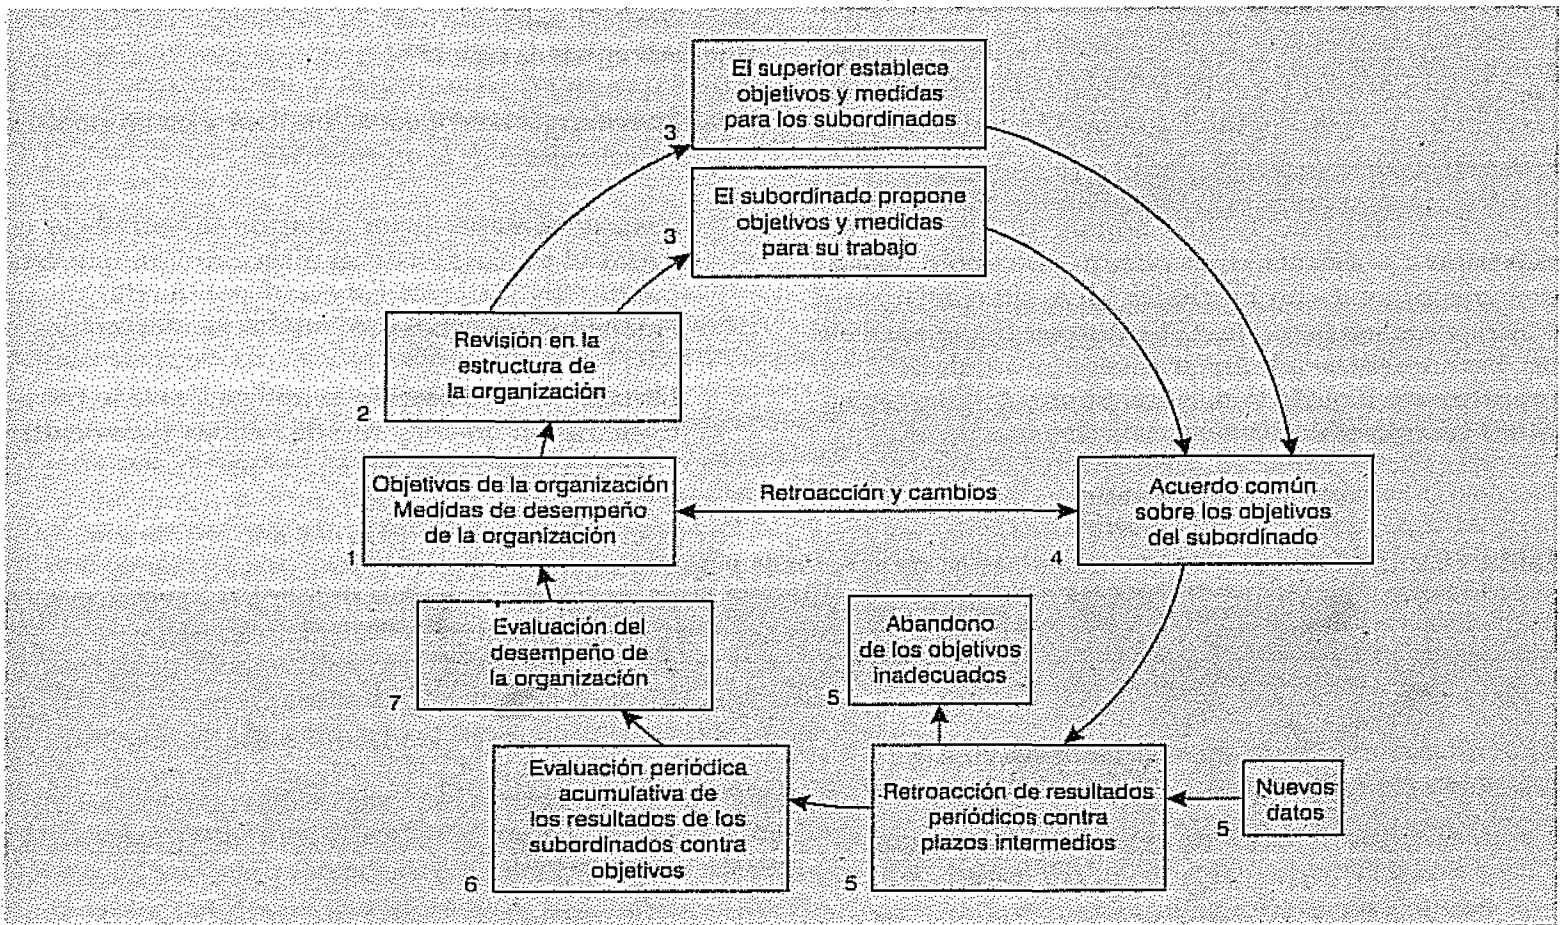 El superior establece
objetivos y medidas
para los subordinados
3
El subordinado propone
objetivos y medidas
para su trabajo
3
Revisión en la
estructura de
la organización
2
Objetivos de la organización
Medidas de desempeño
de la organización
1
Retroacción y cambios
Acuerdo común
sobre los objetivos
del subordinado
4
Evaluación del
desempeño de
la organización
7
Abandono
de los objetivos
inadecuados
5
Evaluación periódica
acumulativa de
los resultados de los
subordinados contra
objetivos
6
Retroacción de resultados
periódicos contra
plazos intermedios
5
Nuevos
datos
5